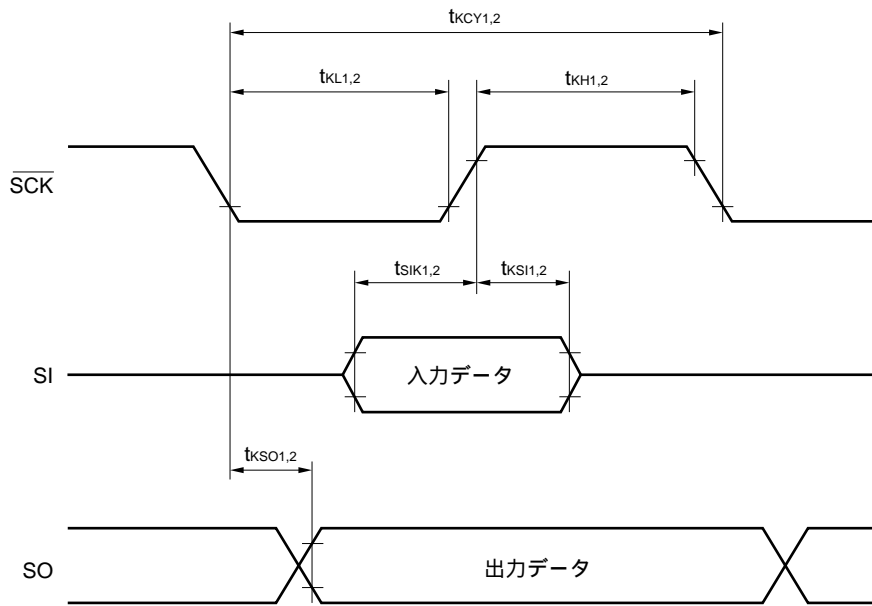 tKCY1,2
tKL1,2
tKH1,2
SCK
tSIK1,2
tKSI1,2
SI
入力データ
tKSO1,2
SO
出力データ